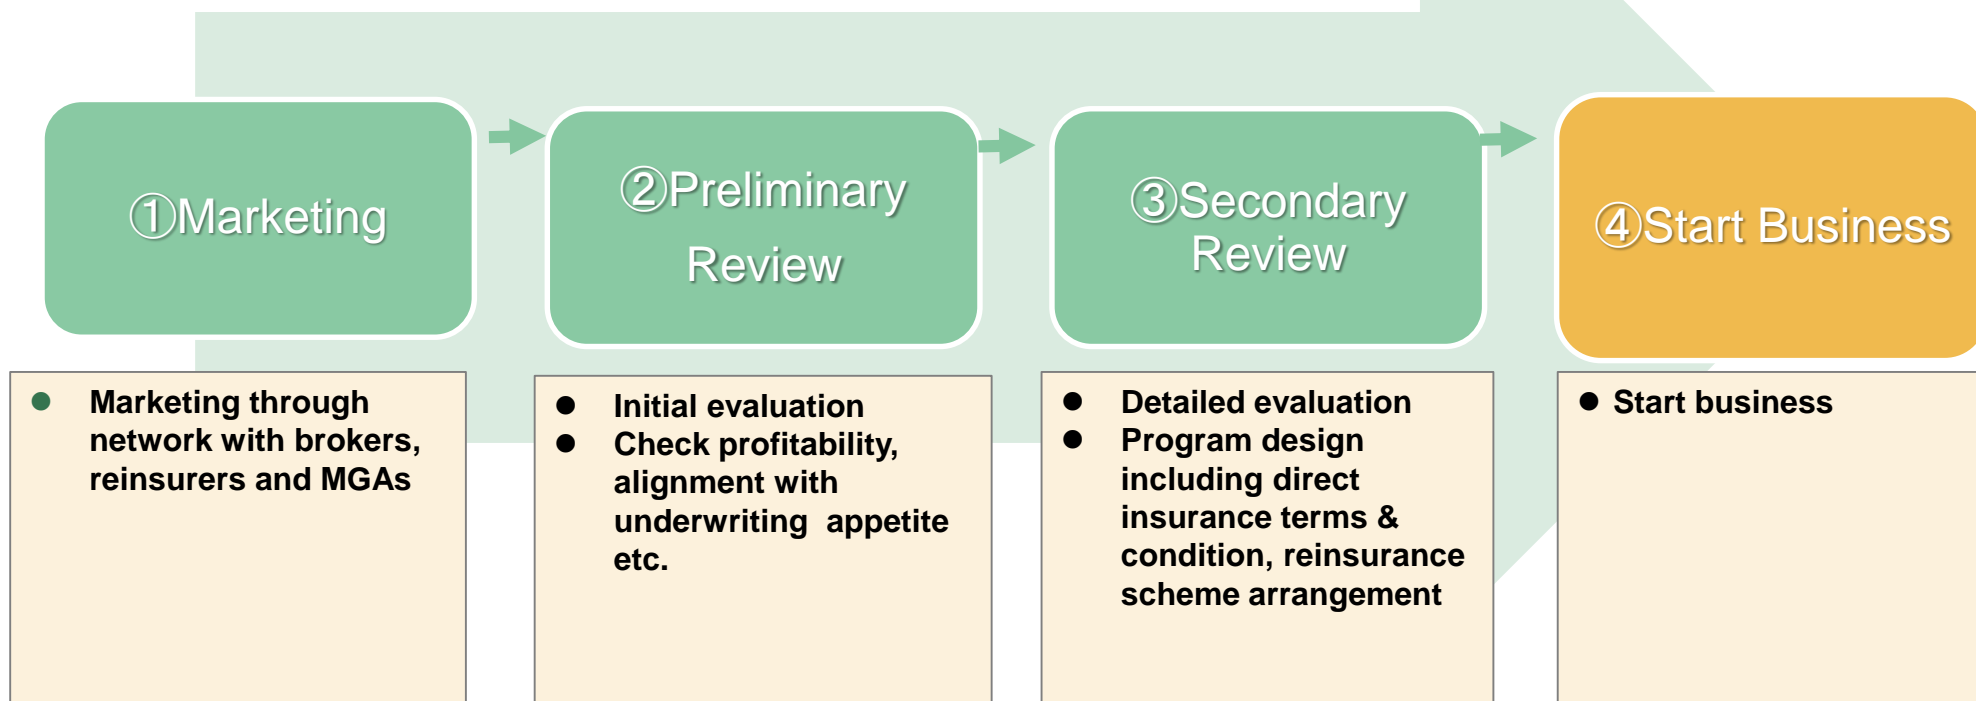 ①Marketing
②Preliminary
Review
③Secondary
Review
④Start Business
● Marketing through
network with brokers,
reinsurers and MGAs
● Initial evaluation
● Check profitability,
alignment with
underwriting  appetite
etc.
● Detailed evaluation
● Program design
including direct
insurance terms &
condition, reinsurance
scheme arrangement
● Start business